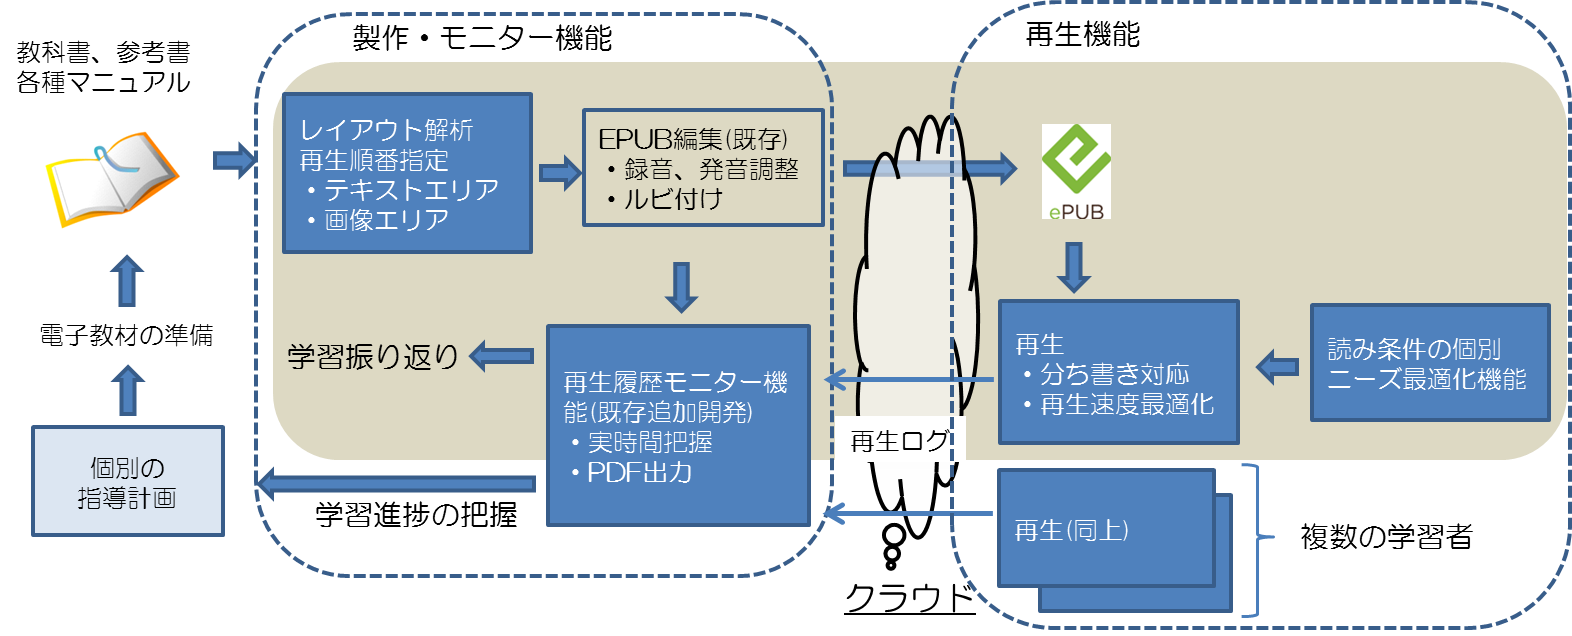 教科書、参考書
各種マニュアル
電子教材の準備
個別の
指導計画
製作・モニター機能
レイアウト解析
再生順番指定
・テキストエリア
・画像エリア
EPUB編集(既存)
・録音、発音調整
・ルビ付け
学習振り返り
再生履歴モニター機
能(既存追加開発)
・実時間把握
・PDF出力
学習進捗の把握
再生ログ
クラウド
再生機能
ePUB
再生
・分ち書き対応
・再生速度最適化
読み条件の個別
ニーズ最適化機能
再生(同上)
複数の学習者